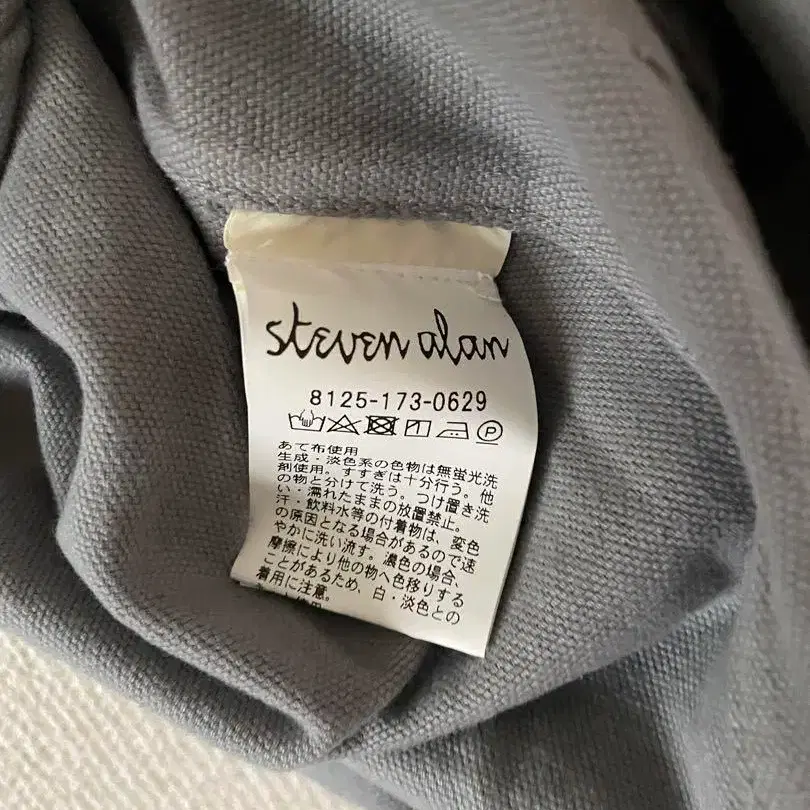 steven alan
8125-173-0629
P
あて布使用
生成・淡色系の色物は無蛍光洗
剤使用。すすぎは十分行う。他
の物と分けて洗う。つけ置き洗
い・濡れたままの放置禁止。
汗・飲料水等の付着物は、変色
の原因となる場合があるので速
やかに洗い流す。濃色の場合、
摩擦により他の物へ色移りする
ことがあるため、白・淡色との
着用に注意。